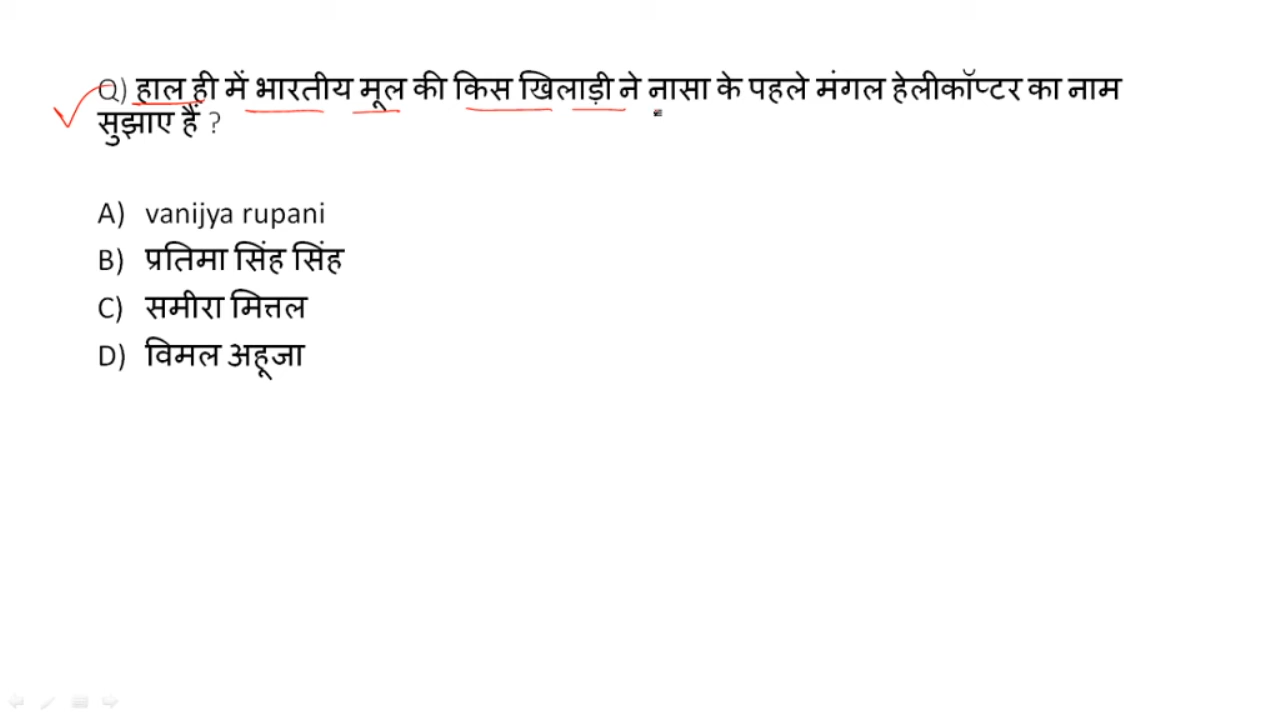 Q) हाल ही में भारतीय मूल की किस खिलाड़ी ने नासा के पहले मंगल हेलीकॉप्टर का नाम
सुझाए हैं ?
A) vanijya rupani
B) प्रतिमा सिंह सिंह
C) समीरा मित्तल
D) विमल अहूजा